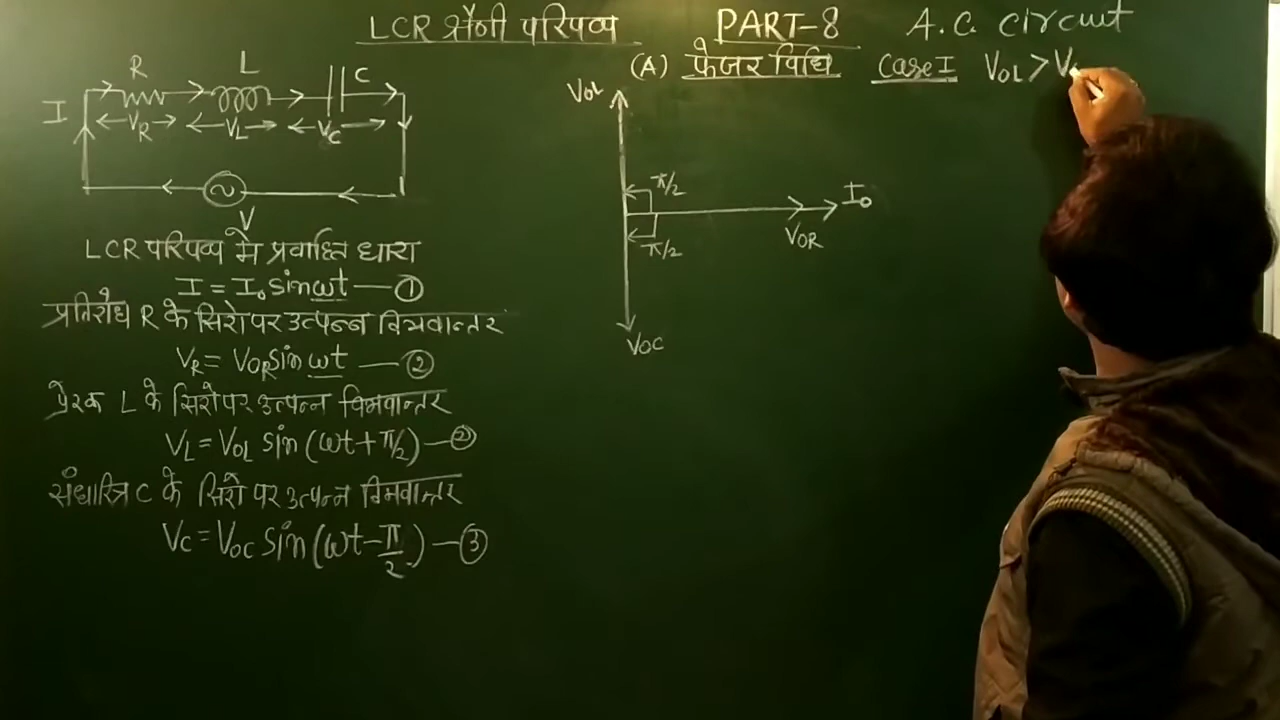 LCR श्रेणी परिपथ PART-8 A.C. Circuit
(A) फेजर विधि Case I VOL > V
R L C
I
VR VL VC
V
LCR परिपथ में प्रवाहित धारा
I = I₀ sin ωt — ①
प्रतिरोध R के सिरो पर उत्पन्न विभवान्तर
VR = VOR sin ωt — ②
प्रेरक L के सिरो पर उत्पन्न विभवान्तर
VL = VOL sin (ωt + π/2) — ②
संधारित्र C के सिरो पर उत्पन्न विभवान्तर
VC = VOC sin (ωt - π/2) — ③
VOL
π/2
I₀
VOR
π/2
VOC